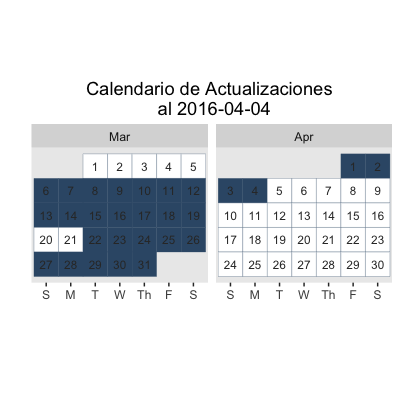 Calendario de Actualizaciones
al 2016-04-04
Mar
1 2 3 4 5
6 7 8 9 10 11 12
13 14 15 16 17 18 19
20 21 22 23 24 25 26
27 28 29 30 31
S M T W Th F S
Apr
1 2
3 4 5 6 7 8 9
10 11 12 13 14 15 16
17 18 19 20 21 22 23
24 25 26 27 28 29 30
S M T W Th F S